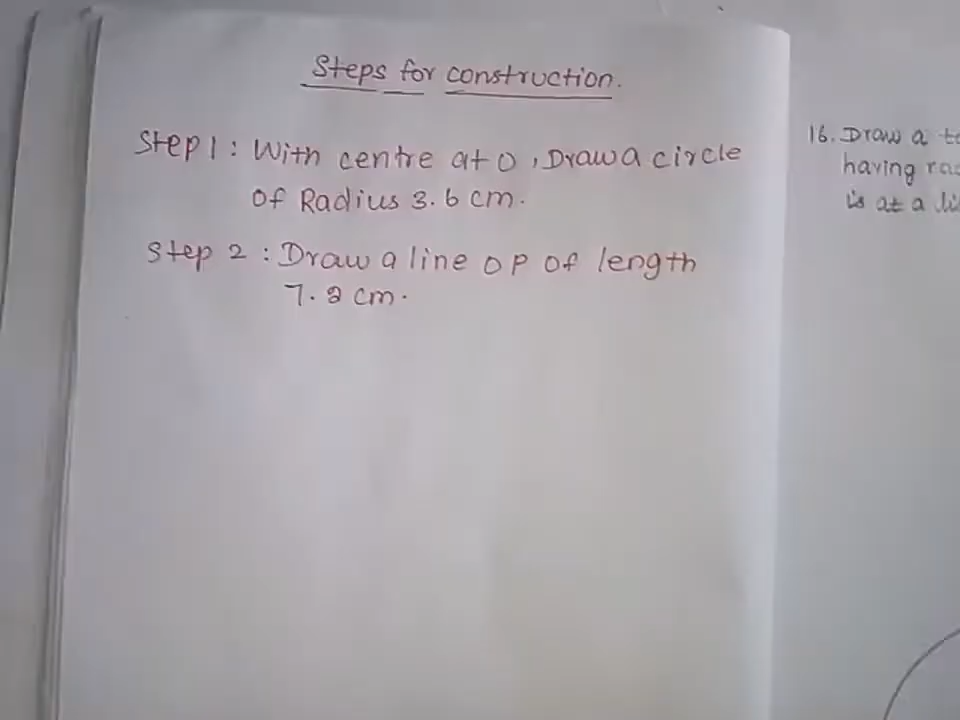 Steps for construction.
Step 1 : With centre at O , Draw a circle
of Radius 3.6 cm.
Step 2 : Draw a line OP of length
7.2 cm.
16. Draw a
having
is at a